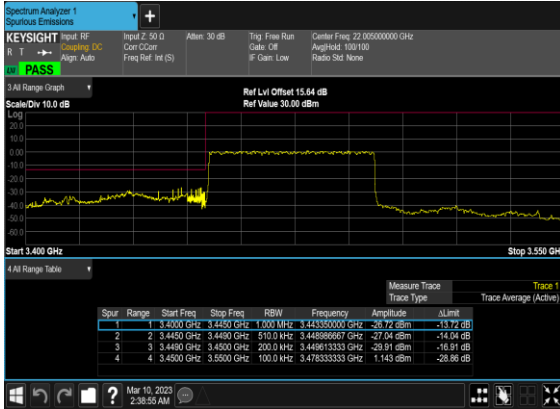 Spectrum Analyzer 1
Spurious Emissions
KEYSIGHT Input: RF
R T Coupling: DC
Align: Auto
Input Z: 50 Ω
Corr CCorr
Freq Ref: Int (S)
Atten: 30 dB
Trig: Free Run
Gate: Off
IF Gain: Low
Center Freq: 22.005000000 GHz
Avg|Hold: 100/100
Radio Std: None
PASS
3 All Range Graph
Scale/Div 10.0 dB
Ref Lvl Offset 15.64 dB
Ref Value 30.00 dBm
Log
20.0
10.0
0.00
-10.0
-20.0
-30.0
-40.0
-50.0
-60.0
Start 3.400 GHz
Stop 3.550 GH
4 All Range Table
Measure Trace Trace 1
Trace Type Trace Average (Active)
Spur Range Start Freq Stop Freq RBW Frequency Amplitude ΔLimit
1 1 3.4000 GHz 3.4450 GHz 1.000 MHz 3.443350000 GHz -26.72 dBm -13.72 dB
2 2 3.4450 GHz 3.4490 GHz 510.0 kHz 3.448986667 GHz -27.04 dBm -14.04 dB
3 3 3.4490 GHz 3.4500 GHz 200.0 kHz 3.449613333 GHz -29.91 dBm -16.91 dB
4 4 3.4500 GHz 3.5500 GHz 100.0 kHz 3.478333333 GHz 1.143 dBm -28.86 dB
Mar 10, 2023
2:38:55 AM